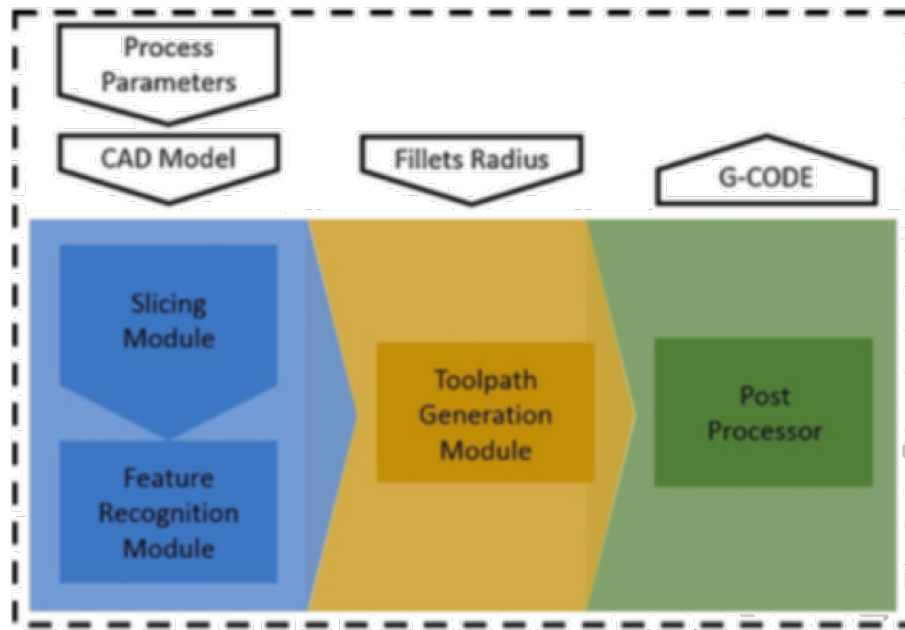 Process
Parameters
CAD Model
Fillets Radius
G-CODE
Slicing
Module
Feature
Recognition
Module
Toolpath
Generation
Module
Post
Processor